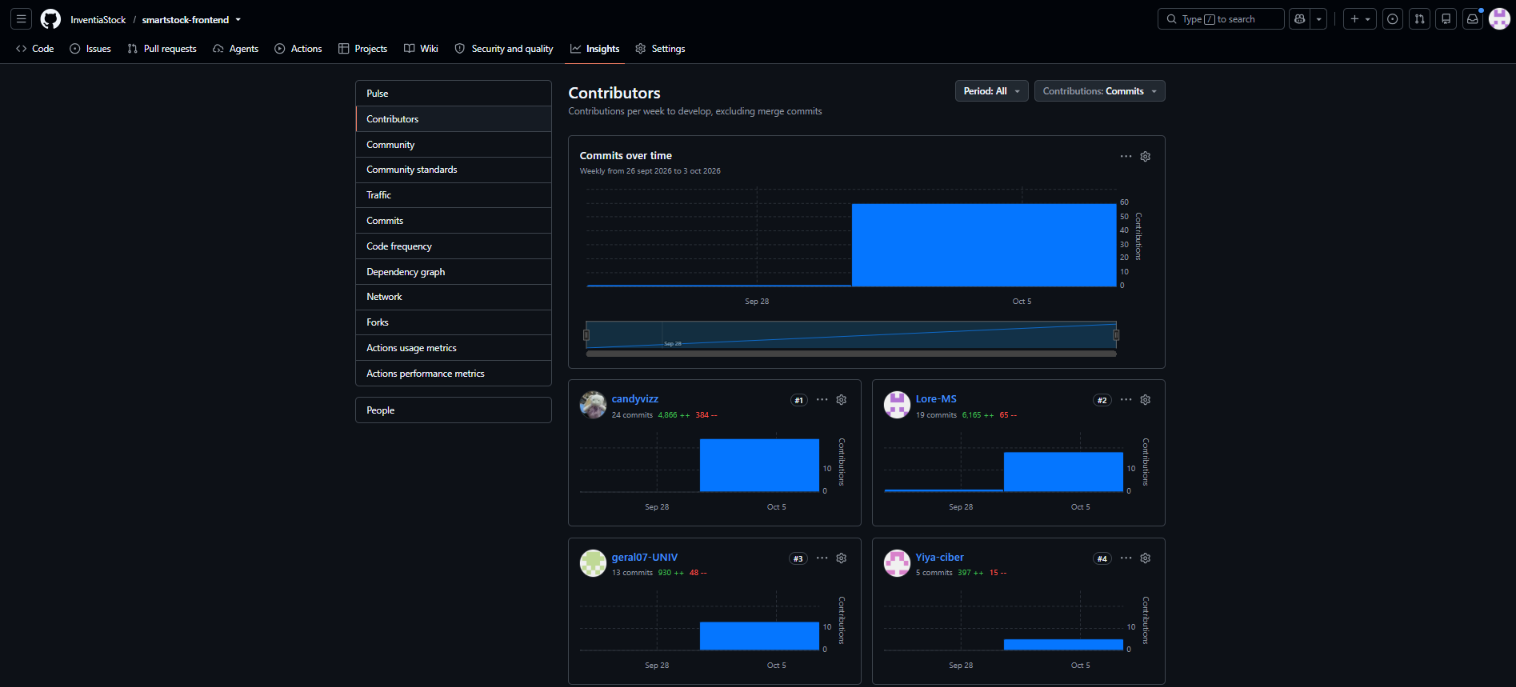 InventiaStock / smartstock-frontend
Type / to search
Code Issues Pull requests Agents Actions Projects Wiki Security and quality Insights Settings
Pulse
Contributors
Community
Community standards
Traffic
Commits
Code frequency
Dependency graph
Network
Forks
Actions usage metrics
Actions performance metrics
People
Contributors
Contributions per week to develop, excluding merge commits
Period: All
Contributions: Commits
Commits over time
Weekly from 26 sept 2026 to 3 oct 2026
60
50
40
30
20
10
0
Contributions
Sep 28 Oct 5
Sep 28
candyvizz #1
24 commits 4,866 ++ 384 --
10
0
Contributions
Sep 28 Oct 5
Lore-MS #2
19 commits 6,165 ++ 65 --
10
0
Contributions
Sep 28 Oct 5
geral07-UNIV #3
13 commits 930 ++ 48 --
10
0
Contributions
Sep 28 Oct 5
Yiya-ciber #4
5 commits 397 ++ 15 --
10
0
Contributions
Sep 28 Oct 5